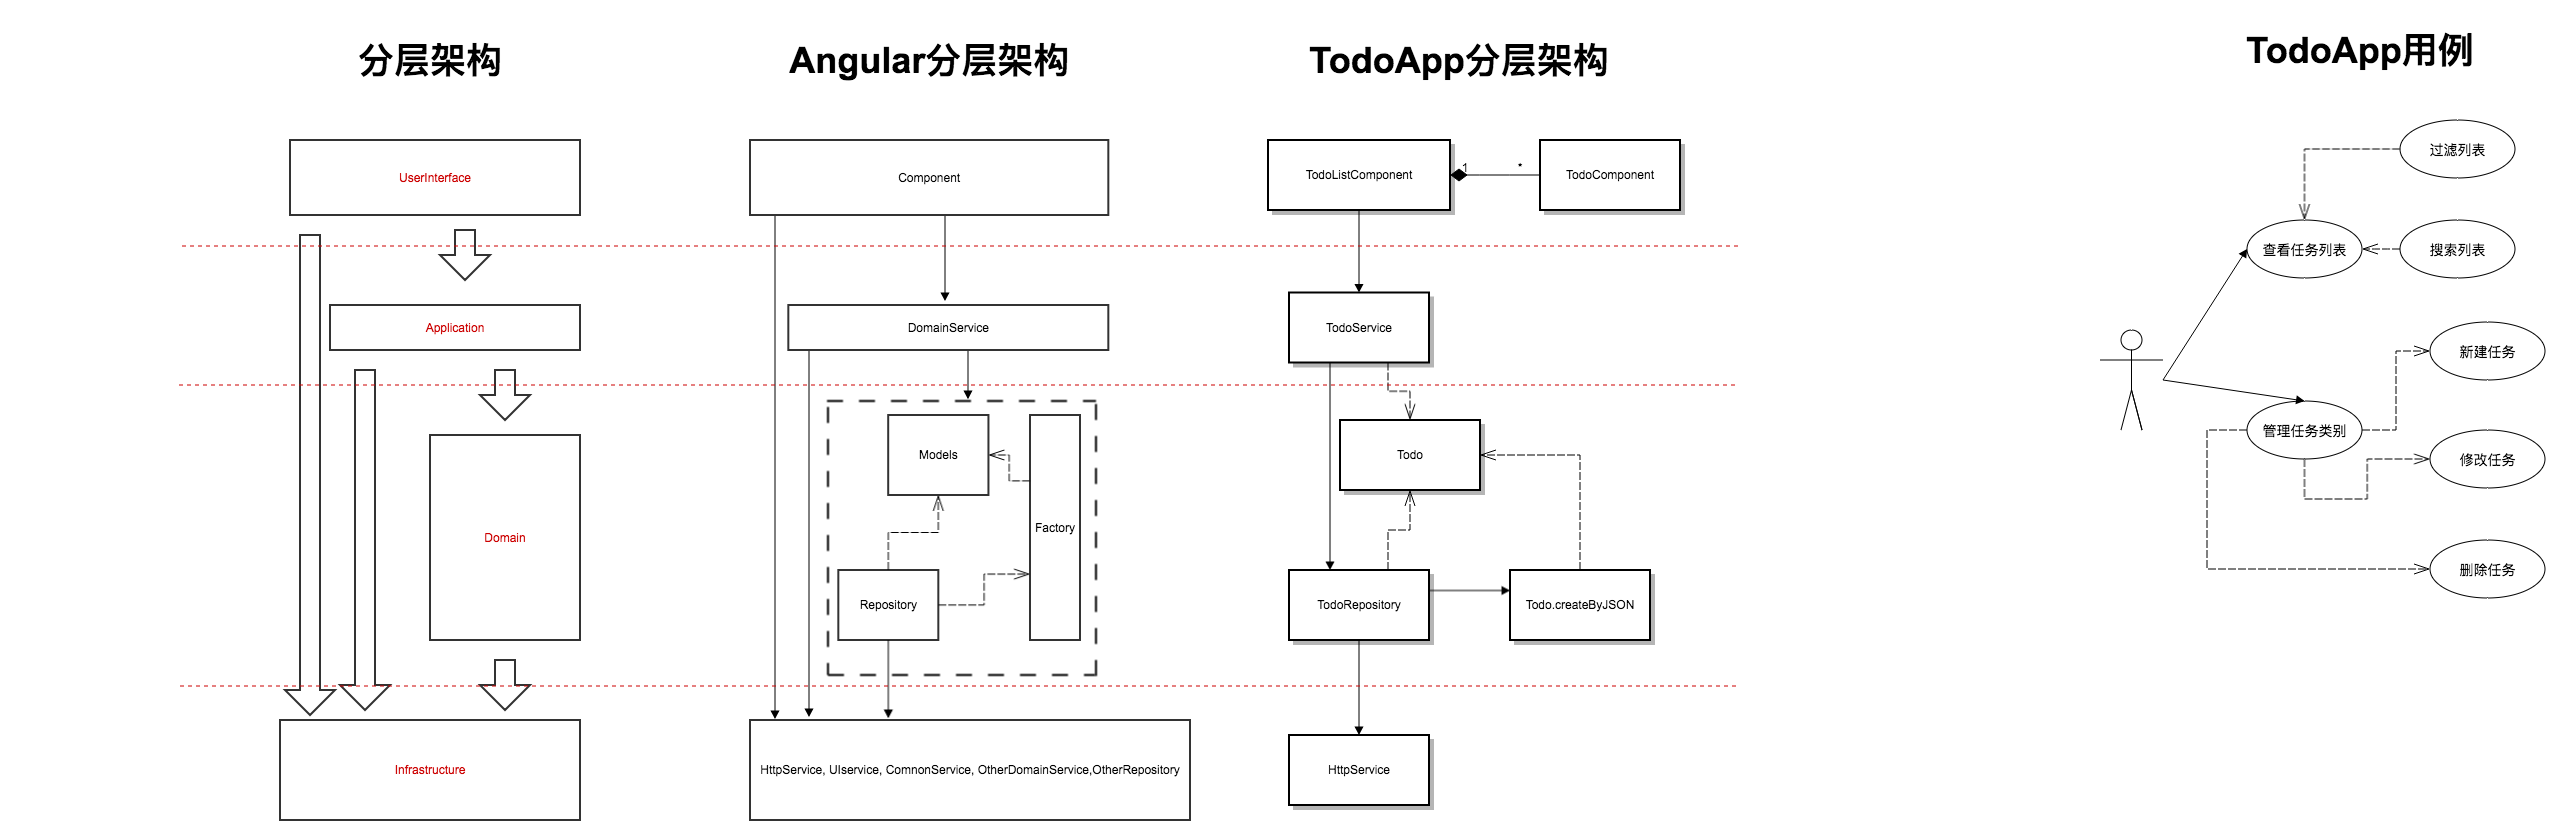 分层架构
Angular分层架构
TodoApp分层架构
TodoApp用例
UserInterface
Application
Domain
Infrastructure
Component
DomainService
Models
Factory
Repository
HttpService, UIservice, ComnonService, OtherDomainService,OtherRepository
TodoListComponent
1
*
TodoComponent
TodoService
Todo
TodoRepository
Todo.createByJSON
HttpService
过滤列表
查看任务列表
搜索列表
新建任务
管理任务类别
修改任务
删除任务